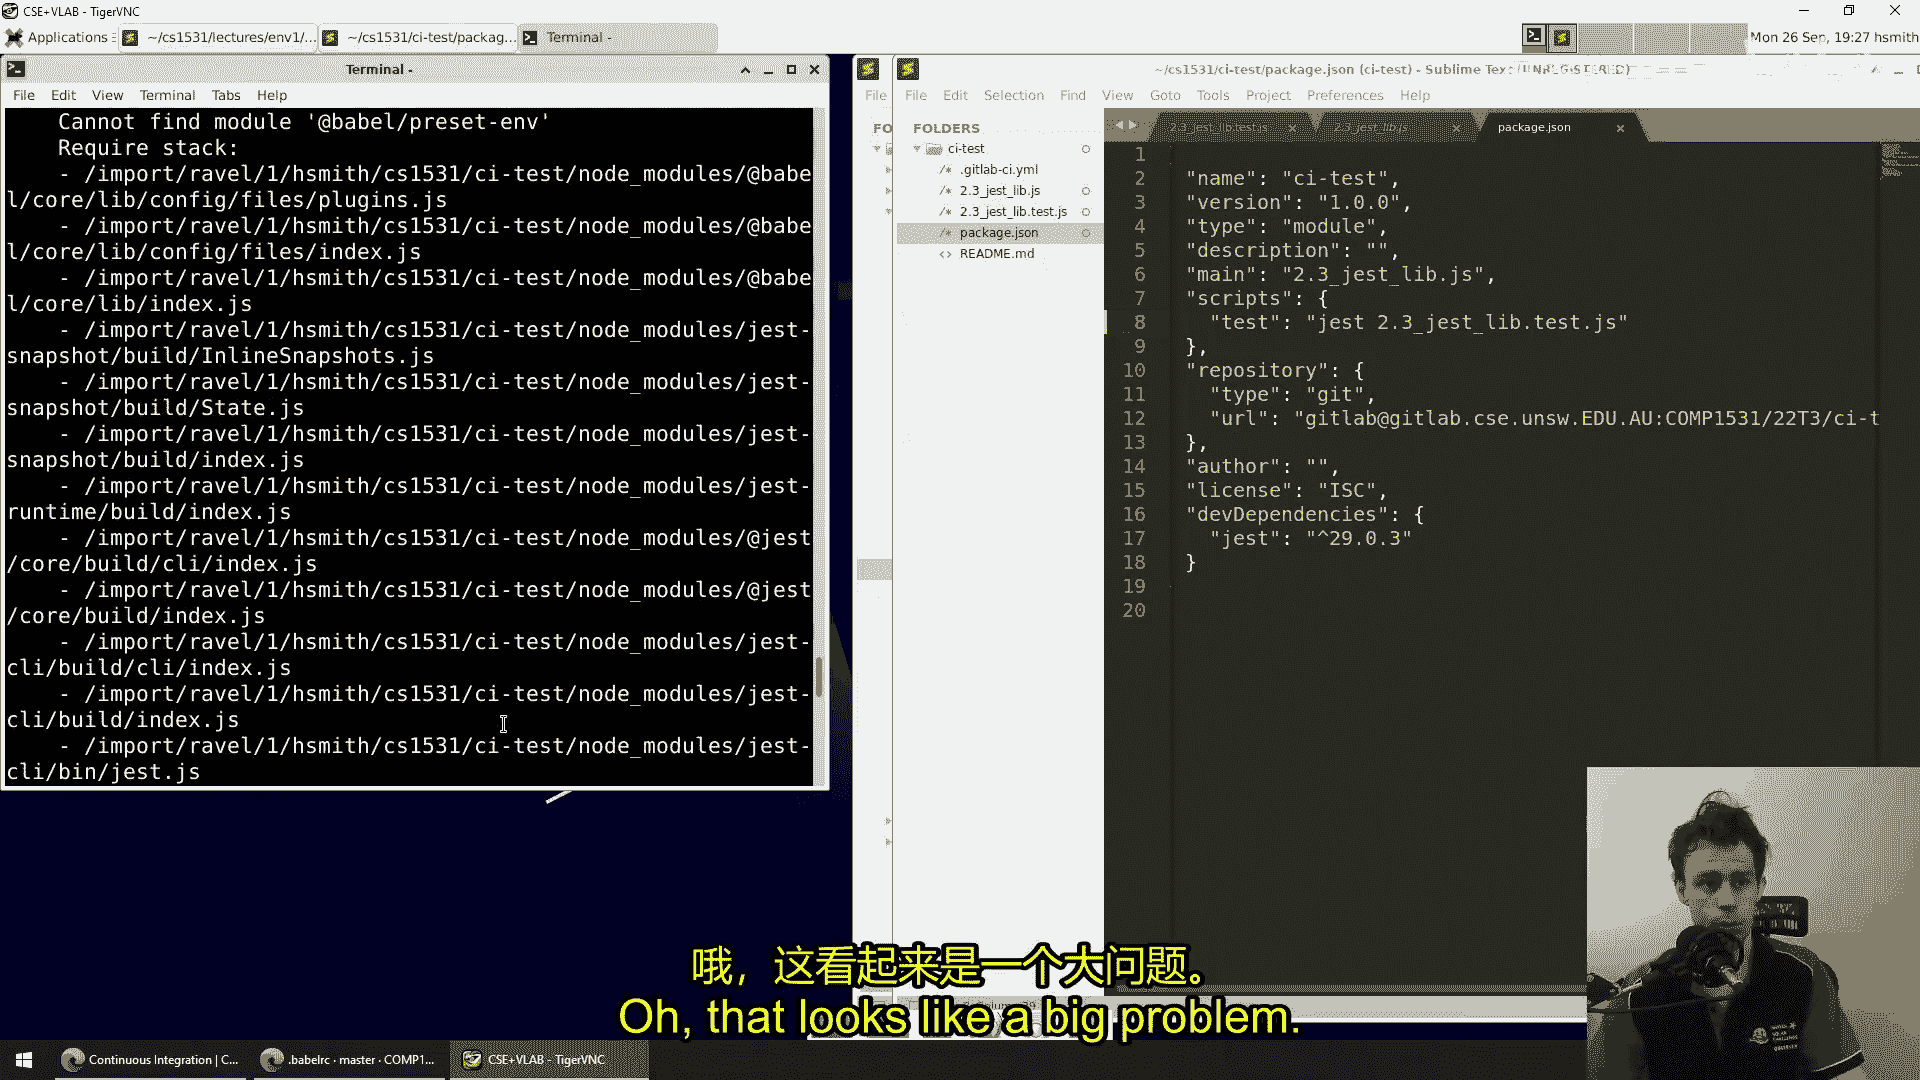 CSE+VLAB - TigerVNC
Applications
~/cs1531/lectures/env1/...
~/cs1531/ci-test/packag...
Terminal -
Mon 26 Sep, 19:27 hsmith
Terminal -
File Edit View Terminal Tabs Help
Cannot find module '@babel/preset-env'
Require stack:
- /import/ravel/1/hsmith/cs1531/ci-test/node_modules/@babe
l/core/lib/config/files/plugins.js
- /import/ravel/1/hsmith/cs1531/ci-test/node_modules/@babe
l/core/lib/config/files/index.js
- /import/ravel/1/hsmith/cs1531/ci-test/node_modules/@babe
l/core/lib/index.js
- /import/ravel/1/hsmith/cs1531/ci-test/node_modules/jest-
snapshot/build/InlineSnapshots.js
- /import/ravel/1/hsmith/cs1531/ci-test/node_modules/jest-
snapshot/build/State.js
- /import/ravel/1/hsmith/cs1531/ci-test/node_modules/jest-
snapshot/build/index.js
- /import/ravel/1/hsmith/cs1531/ci-test/node_modules/jest-
runtime/build/index.js
- /import/ravel/1/hsmith/cs1531/ci-test/node_modules/@jest
/core/build/cli/index.js
- /import/ravel/1/hsmith/cs1531/ci-test/node_modules/@jest
/core/build/index.js
- /import/ravel/1/hsmith/cs1531/ci-test/node_modules/jest-
cli/build/cli/index.js
- /import/ravel/1/hsmith/cs1531/ci-test/node_modules/jest-
cli/build/index.js
- /import/ravel/1/hsmith/cs1531/ci-test/node_modules/jest-
cli/bin/jest.js
File
FO
~/cs1531/ci-test/package.json (ci-test) - Sublime Text (UNREGISTERED)
File Edit Selection Find View Goto Tools Project Preferences Help
FOLDERS
ci-test
/* .gitlab-ci.yml
/* 2.3_jest_lib.js
/* 2.3_jest_lib.test.js
/* package.json
<> README.md
2.3_jest_lib.test.js
2.3_jest_lib.js
package.json
1
2 "name": "ci-test",
3 "version": "1.0.0",
4 "type": "module",
5 "description": "",
6 "main": "2.3_jest_lib.js",
7 "scripts": {
8 "test": "jest 2.3_jest_lib.test.js"
9 },
10 "repository": {
11 "type": "git",
12 "url": "gitlab@gitlab.cse.unsw.EDU.AU:COMP1531/22T3/ci-t
13 },
14 "author": "",
15 "license": "ISC",
16 "devDependencies": {
17 "jest": "^29.0.3"
18 }
19
20
哦，这看起来是一个大问题。
Oh, that looks like a big problem.
Continuous Integration | C...
.babelrc · master · COMP1...
CSE+VLAB - TigerVNC